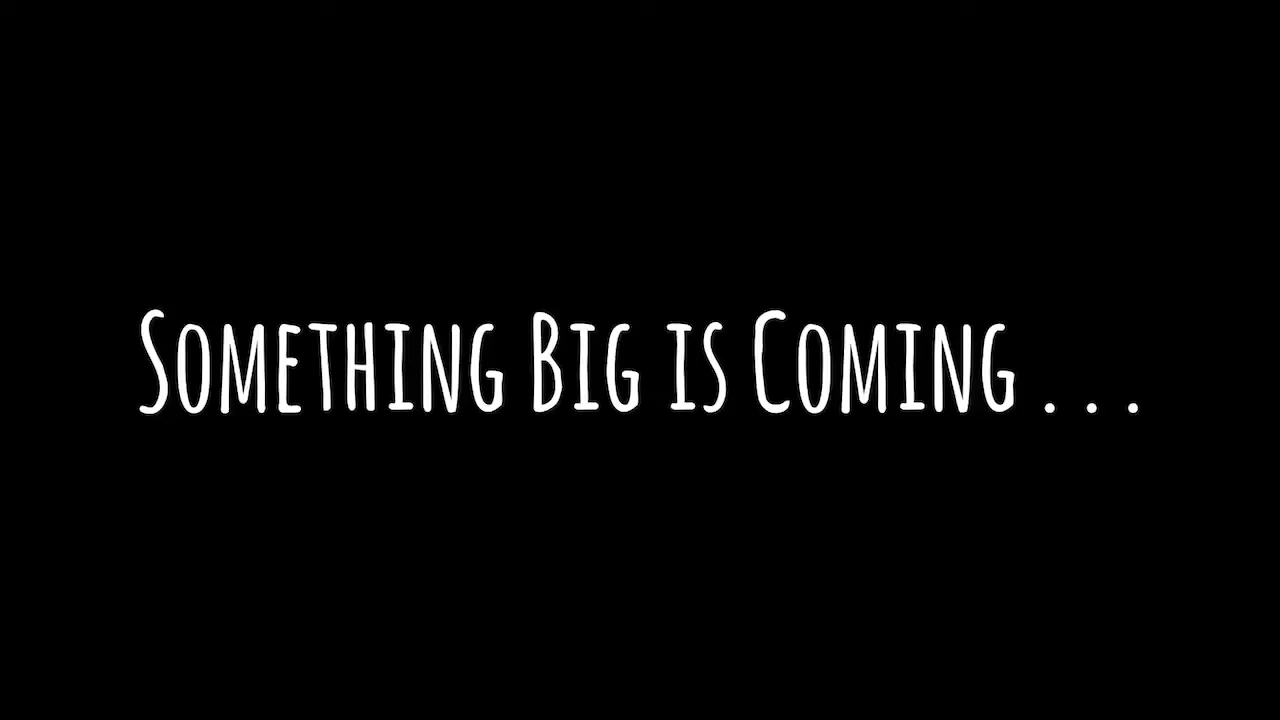 Something Big is Coming . . .